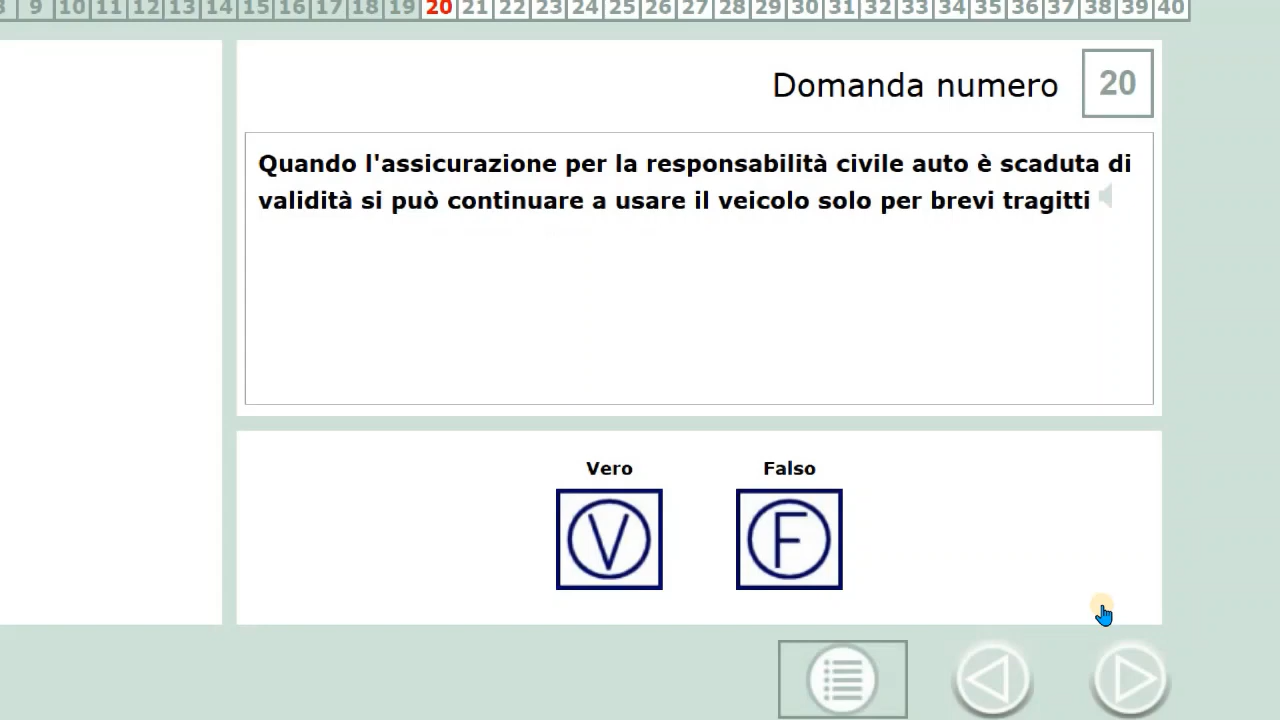 9 10 11 12 13 14 15 16 17 18 19 20 21 22 23 24 25 26 27 28 29 30 31 32 33 34 35 36 37 38 39 40
Domanda numero 20
Quando l'assicurazione per la responsabilità civile auto è scaduta di
validità si può continuare a usare il veicolo solo per brevi tragitti
Vero Falso
V F